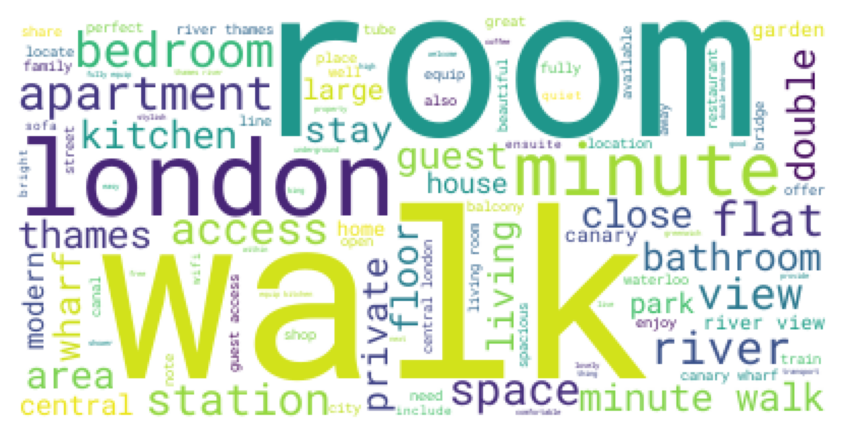 share
perfect
river thames
room
tube
great
garden
locate
bedroom
place
welcome
coffee
family
fully equip
thames river
well
high
equip
fully
beautiful
available
restaurant
double bedroom
double
apartment
large
also
quiet
away
bridge
property
sofa
stylish
street
kitchen
line
stay
ensuite
location
bright
london
underground
guest
minute
easy
king
house
offer
thames
access
home
balcony
close
flat
open
canary
greenwich
within
modern
wharf
canal
walk
wifi
free
guest access
equip kitchen
private
floor
central london
living room
living
spacious
bathroom
waterloo
provide
view
park
live
shop
enjoy
river view
next
river
train
note
area
shower
lovely
thing
canary wharf
transport
central
station
city
need
include
space
comfortable
minute walk